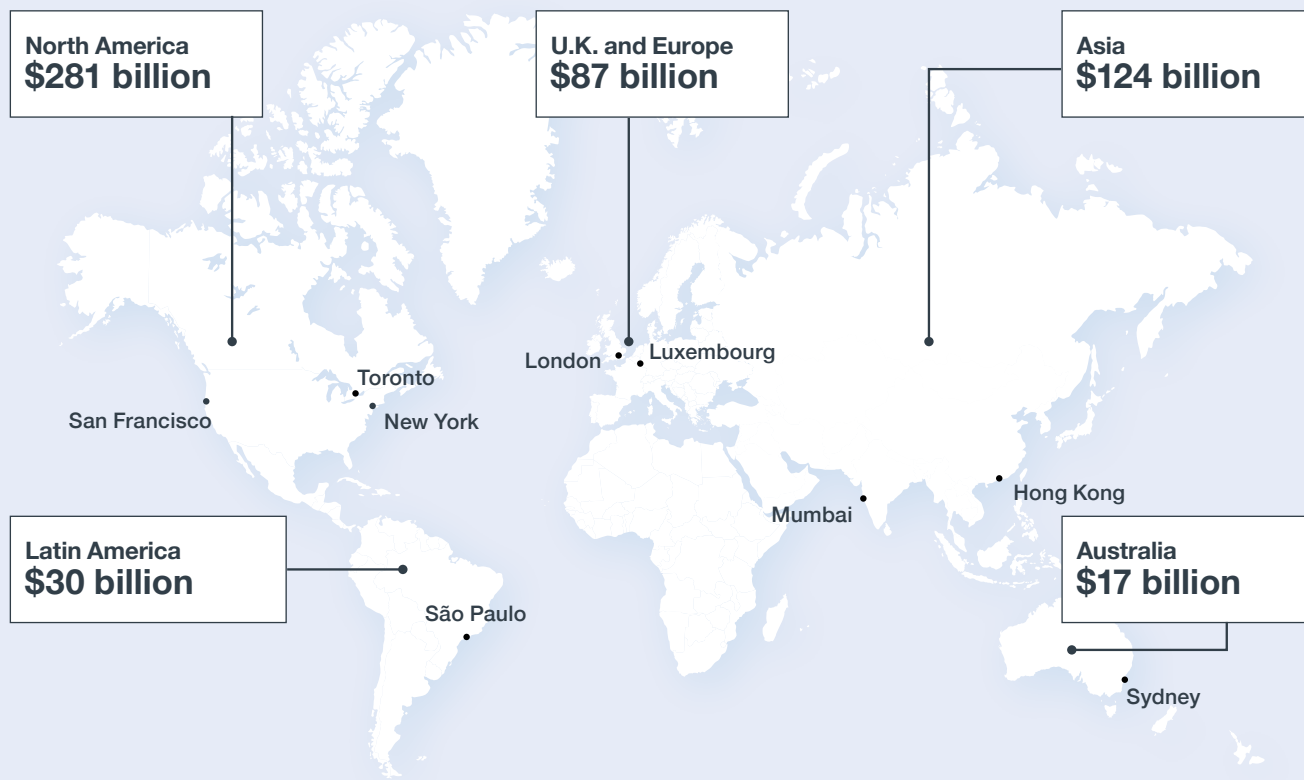 North America
$281 billion
U.K. and Europe
$87 billion
Asia
$124 billion
London
Luxembourg
Toronto
San Francisco
New York
Mumbai
Hong Kong
Latin America
$30 billion
Australia
$17 billion
São Paulo
Sydney